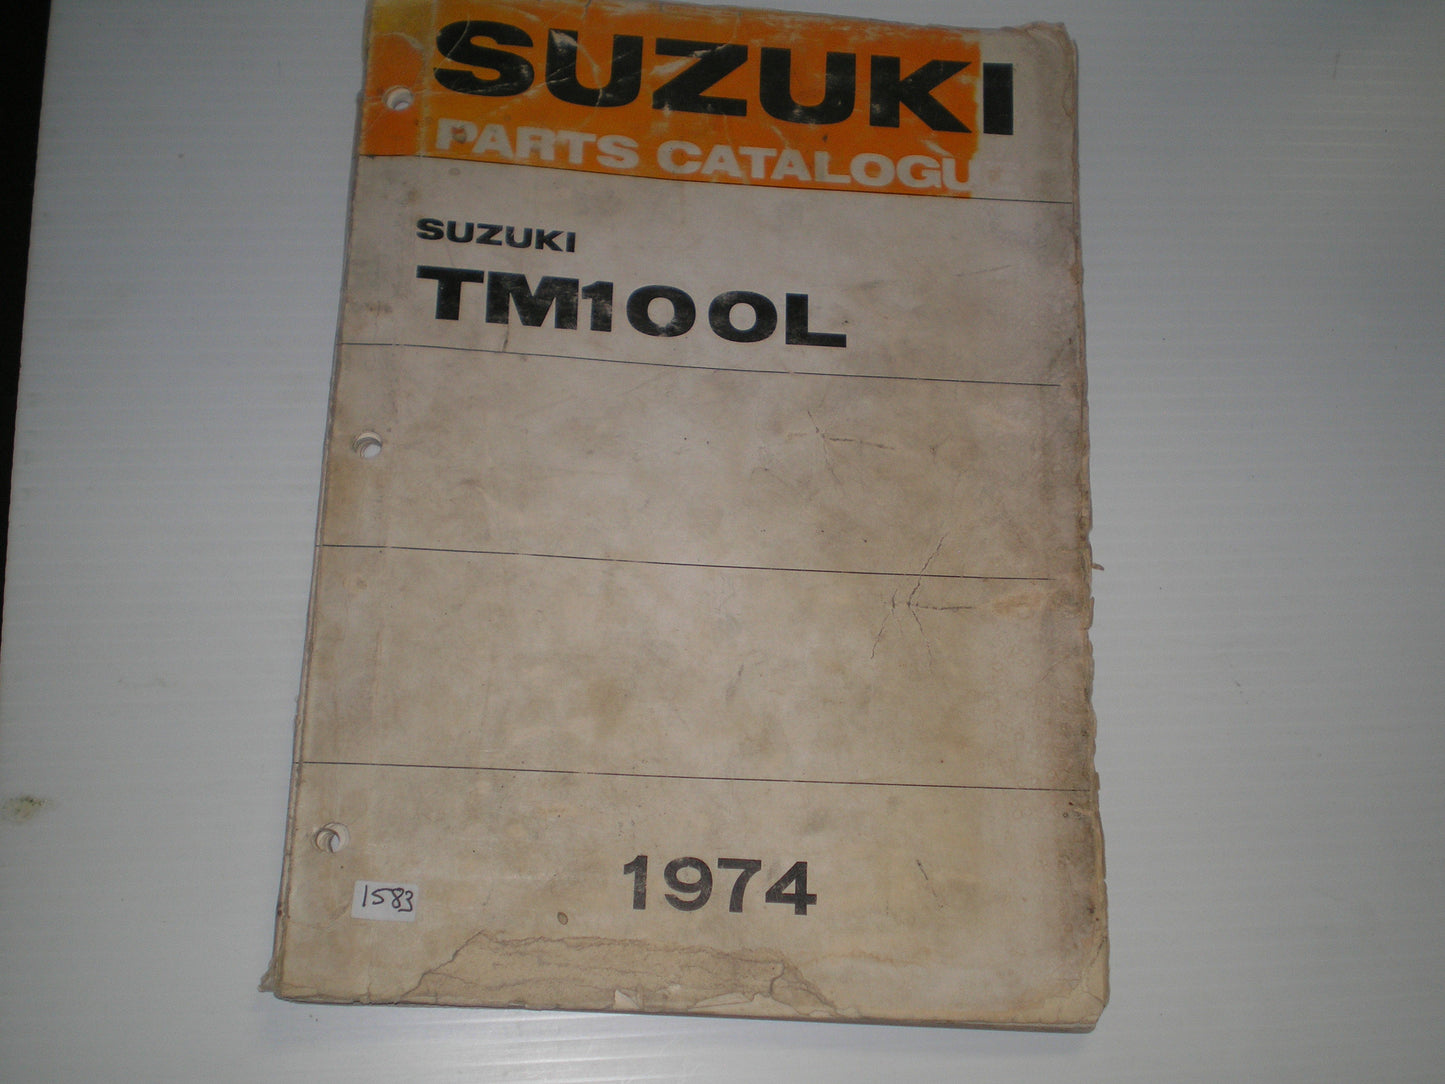 SUZUKI
PARTS CATALOGUE
SUZUKI
TM100L
1974
1583